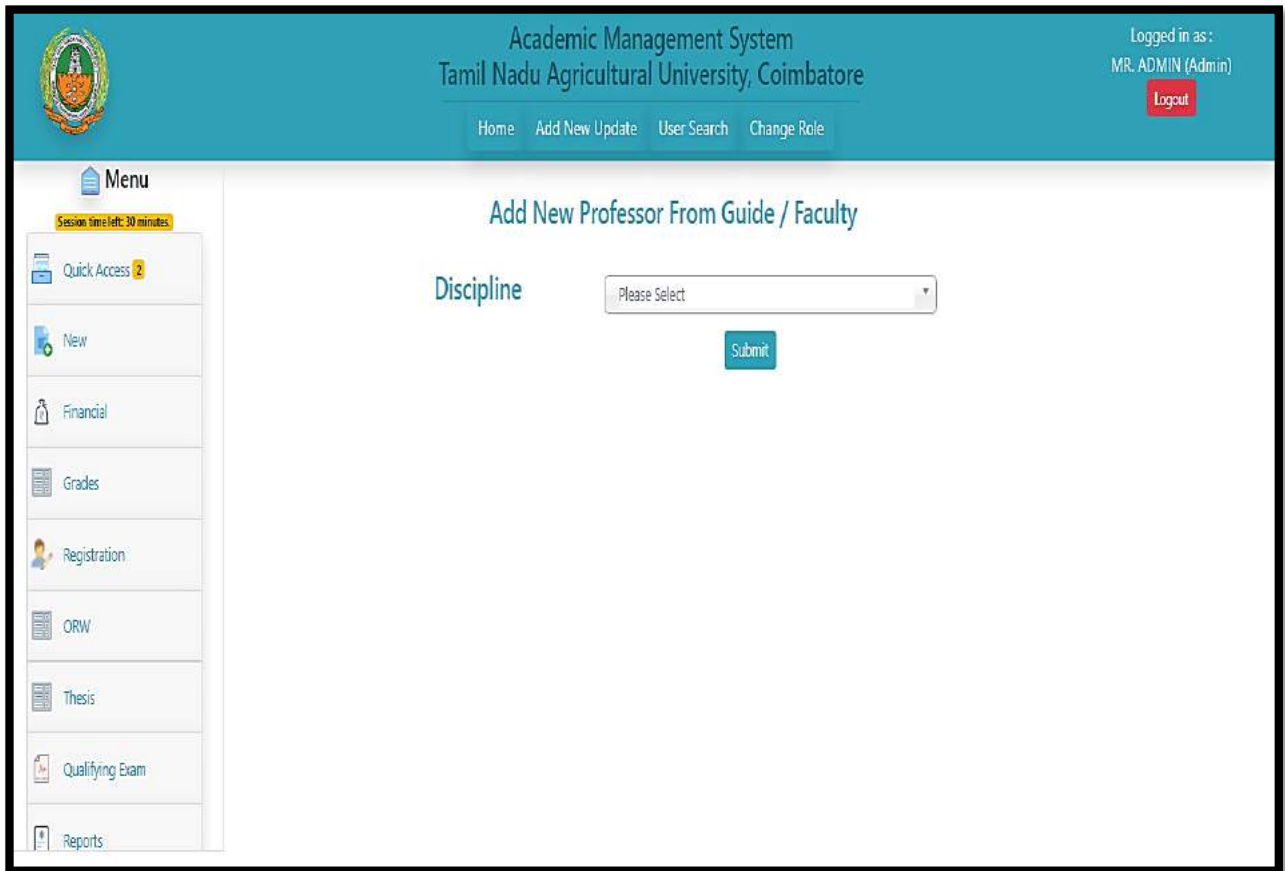 Academic Management System
Tamil Nadu Agricultural University, Coimbatore
Home Add New Update User Search Change Role
Logged in as :
MR. ADMIN (Admin)
Logout
Menu
Session time left: 30 minutes.
Quick Access 2
New
Financial
Grades
Registration
ORW
Thesis
Qualifying Exam
Reports
Add New Professor From Guide / Faculty
Discipline Please Select
Submit